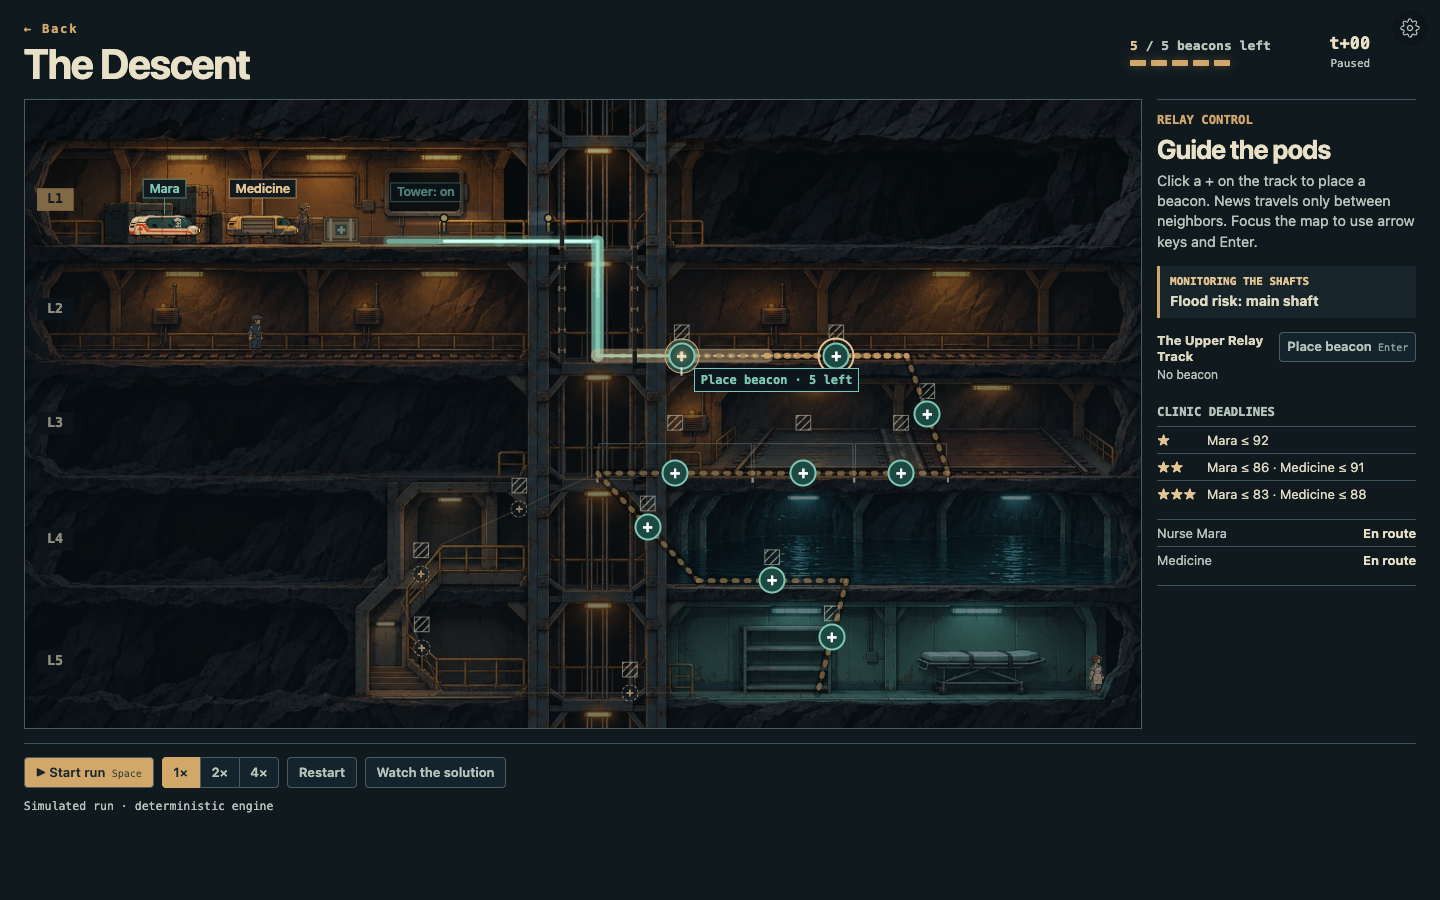 ← Back
The Descent
5 / 5 beacons left
t+00
Paused
L1
Mara
Medicine
Tower: on
L2
Place beacon · 5 left
L3
L4
L5
RELAY CONTROL
Guide the pods
Click a + on the track to place a
beacon. News travels only between
neighbors. Focus the map to use arrow
keys and Enter.
MONITORING THE SHAFTS
Flood risk: main shaft
The Upper Relay
Track
Place beacon Enter
No beacon
CLINIC DEADLINES
★ Mara ≤ 92
★★ Mara ≤ 86 · Medicine ≤ 91
★★★ Mara ≤ 83 · Medicine ≤ 88
Nurse Mara En route
Medicine En route
▶ Start run Space
1×
2×
4×
Restart
Watch the solution
Simulated run · deterministic engine